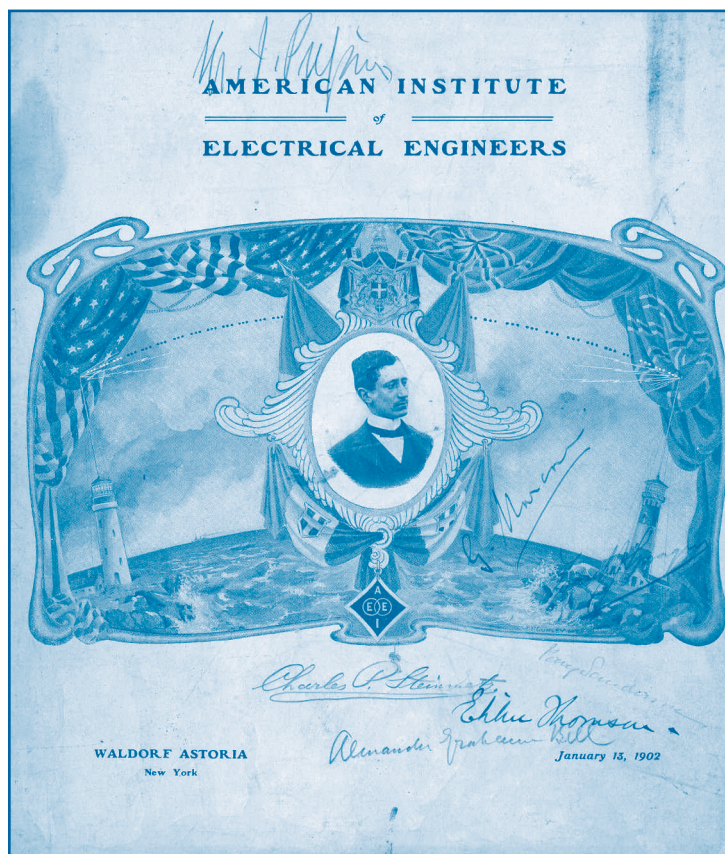 AMERICAN INSTITUTE
of
ELECTRICAL ENGINEERS
G. Marconi
A
E E
I
Charles P. Steinmetz
Elihu Thomson.
Alexander Graham Bell
WALDORF ASTORIA
New York
January 13, 1902